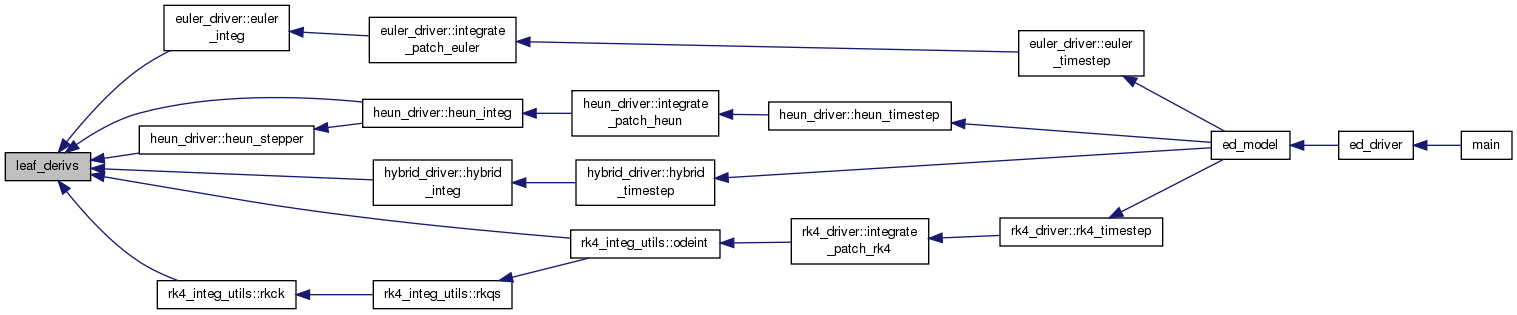 euler_driver::euler
_integ
euler_driver::integrate
_patch_euler
euler_driver::euler
_timestep
heun_driver::heun_integ
heun_driver::integrate
_patch_heun
heun_driver::heun_timestep
heun_driver::heun_stepper
leaf_derivs
hybrid_driver::hybrid
_integ
hybrid_driver::hybrid
_timestep
ed_model
ed_driver
main
rk4_integ_utils::odeint
rk4_driver::integrate
_patch_rk4
rk4_driver::rk4_timestep
rk4_integ_utils::rkck
rk4_integ_utils::rkqs